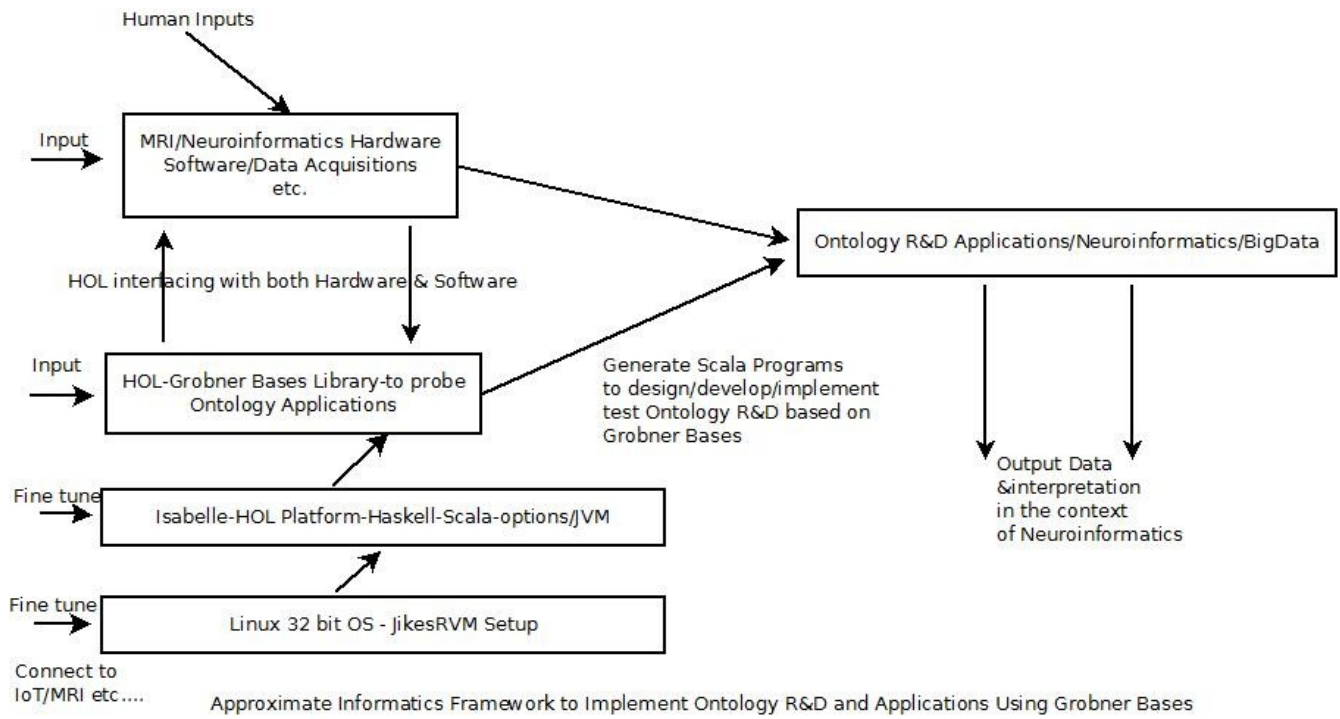 Human Inputs
Input
MRI/Neuroinformatics Hardware
Software/Data Acquisitions
etc.
Ontology R&D Applications/Neuroinformatics/BigData
HOL interfacing with both Hardware & Software
Input
HOL-Grobner Bases Library-to probe
Ontology Applications
Generate Scala Programs
to design/develop/implement
test Ontology R&D based on
Grobner Bases
Output Data
&interpretation
in the context
of Neuroinformatics
Fine tune
Isabelle-HOL Platform-Haskell-Scala-options/JVM
Fine tune
Linux 32 bit OS - JikesRVM Setup
Connect to
IoT/MRI etc....
Approximate Informatics Framework to Implement Ontology R&D and Applications Using Grobner Bases